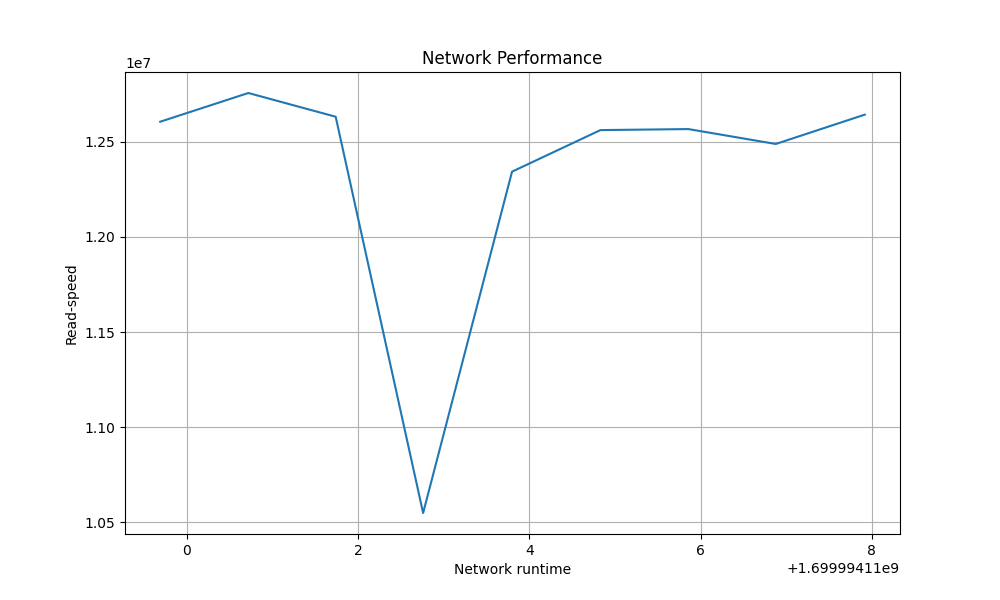 Network Performance
1e7
1.25
1.20
1.15
1.10
1.05
Read-speed
0 2 4 6 8
+1.69999411e9
Network runtime